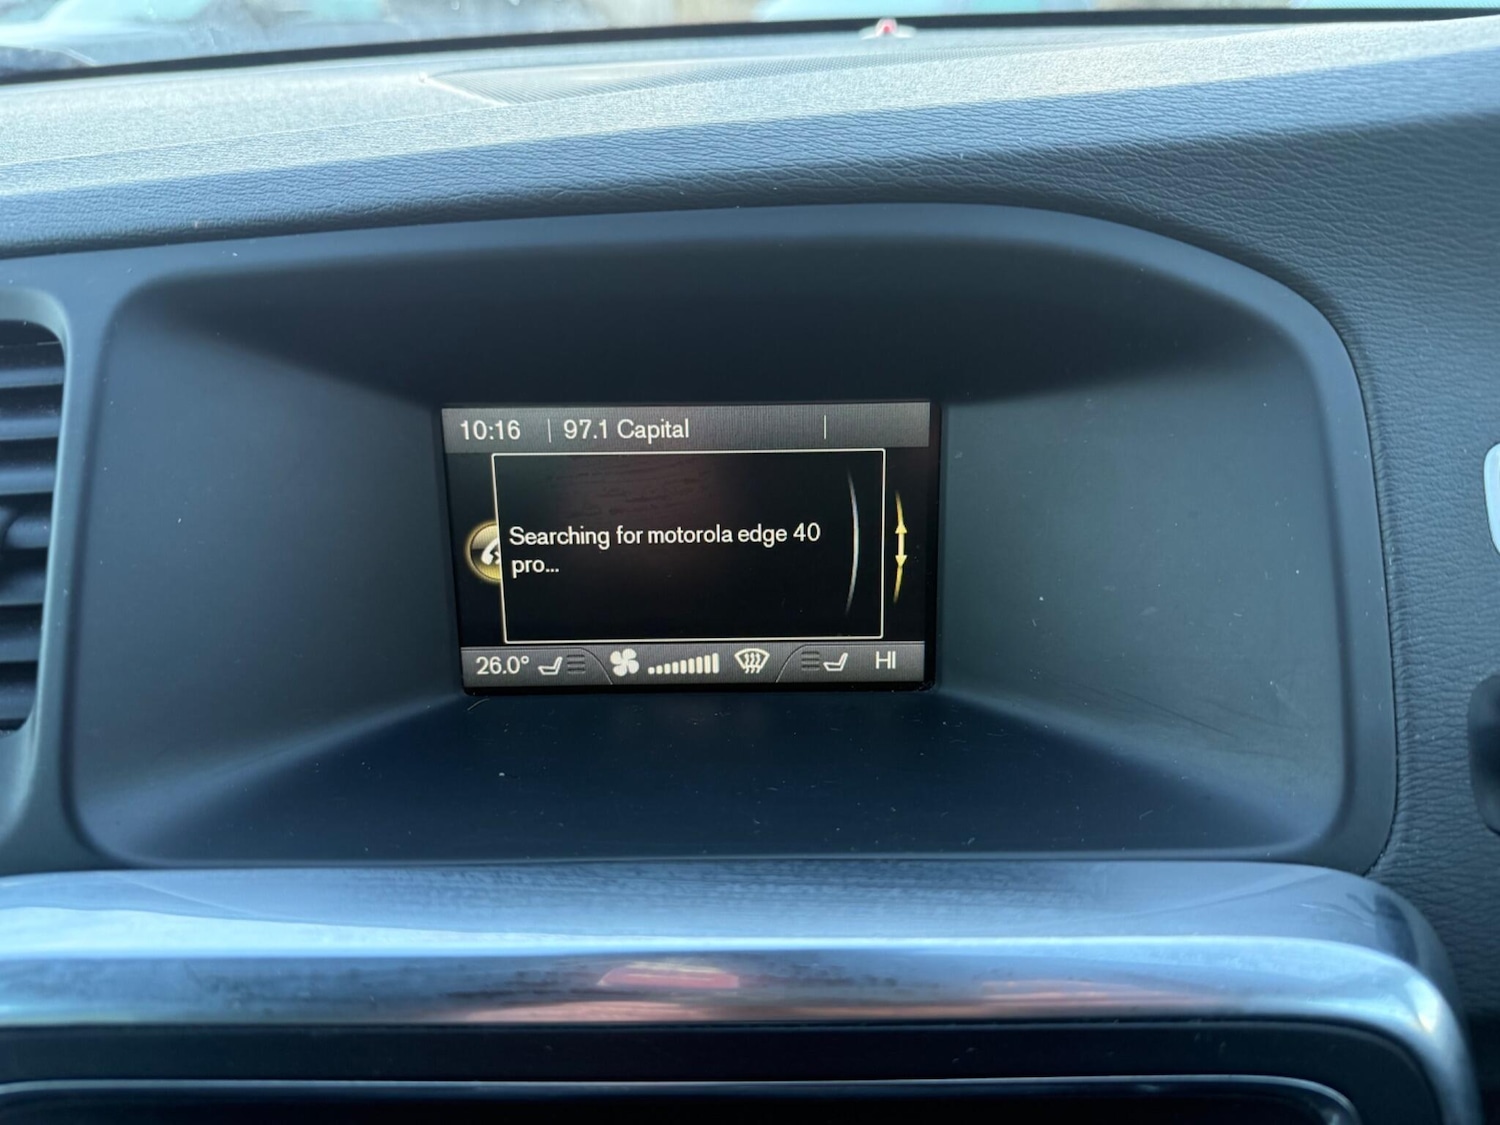 10:16 97.1 Capital
Searching for motorola edge 40
pro...
26.0° HI